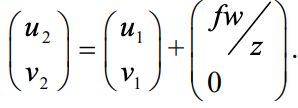 (u₂ v₂) = (u₁ v₁) + (fw/z 0).